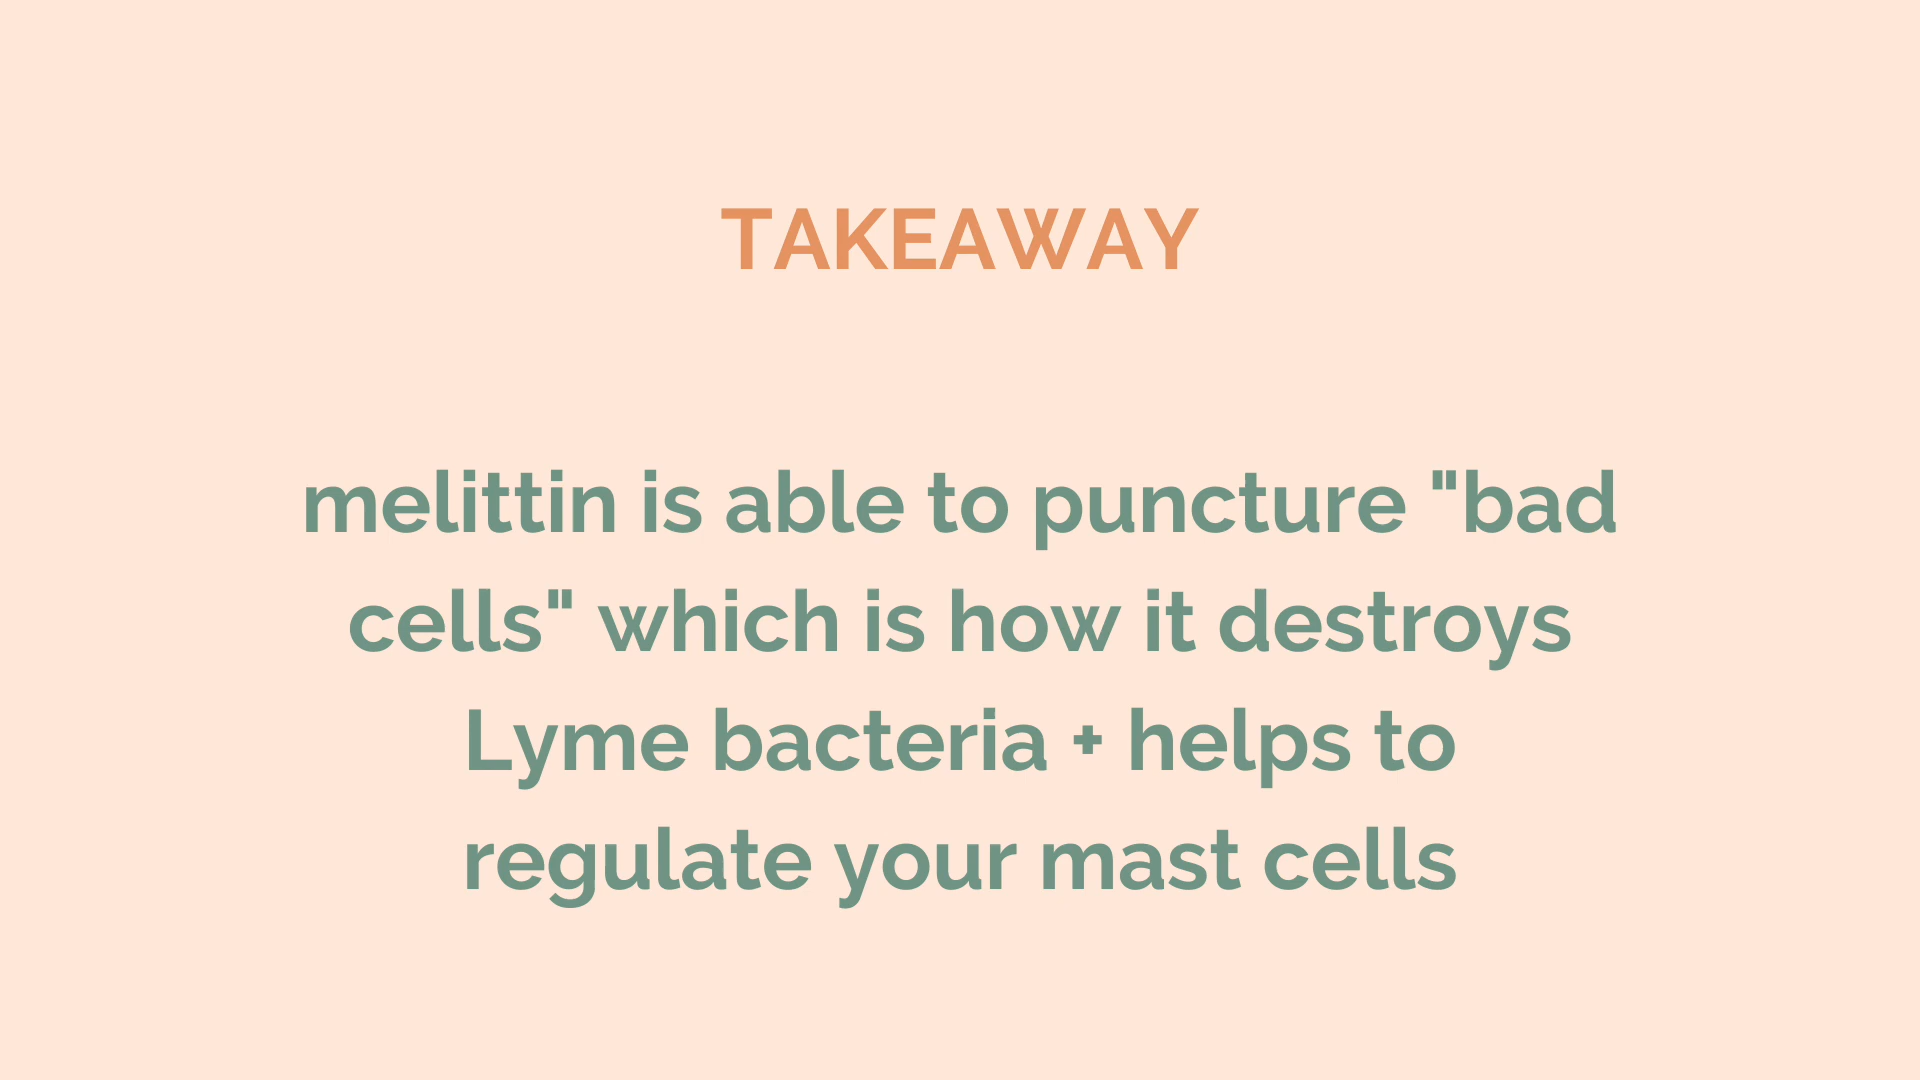 TAKEAWAY
melittin is able to puncture "bad
cells" which is how it destroys
Lyme bacteria + helps to
regulate your mast cells